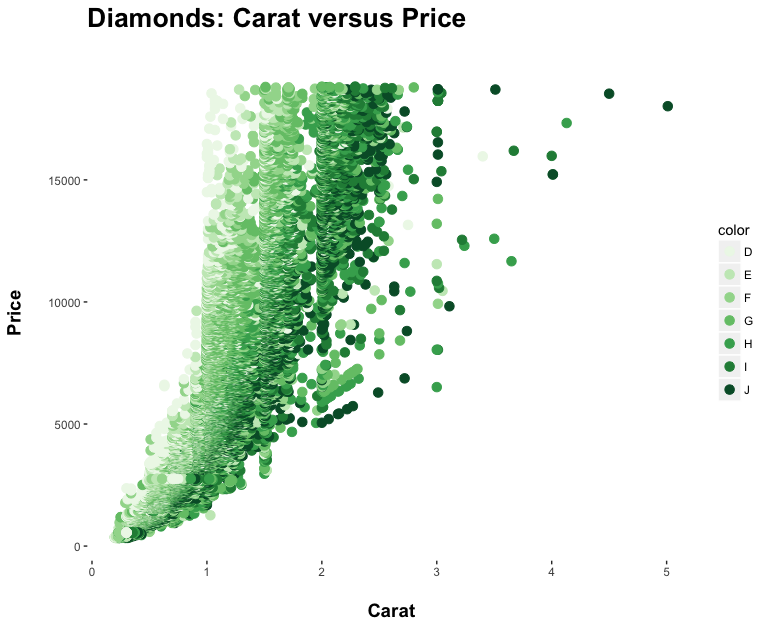 Diamonds: Carat versus Price
Price
15000
10000
5000
0
0 1 2 3 4 5
Carat
color
D
E
F
G
H
I
J